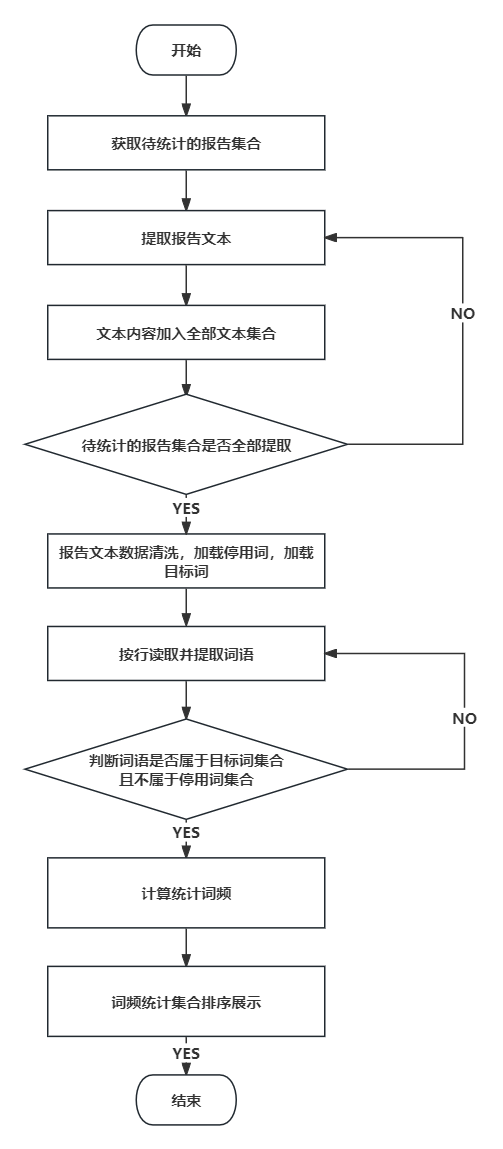 开始
获取待统计的报告集合
提取报告文本
NO
文本内容加入全部文本集合
待统计的报告集合是否全部提取
YES
报告文本数据清洗，加载停用词，加载
目标词
按行读取并提取词语
NO
判断词语是否属于目标词集合
且不属于停用词集合
YES
计算统计词频
词频统计集合排序展示
YES
结束